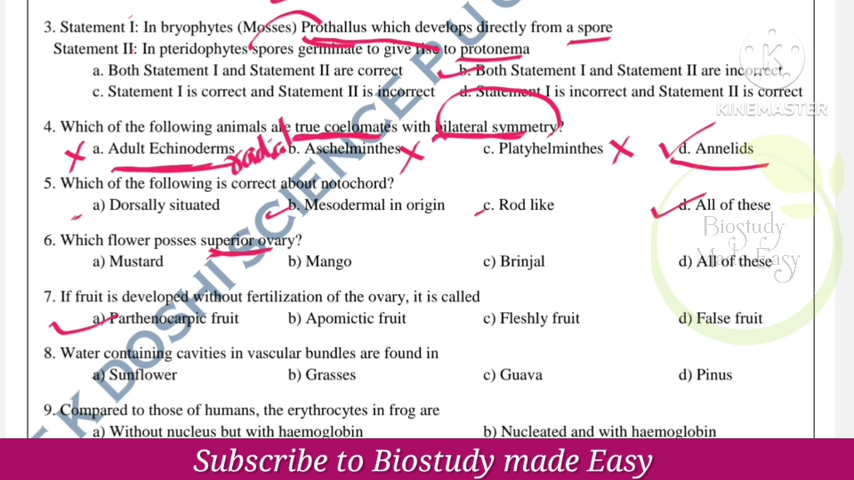 3. Statement I: In bryophytes (Mosses) Prothallus which develops directly from a spore
Statement II: In pteridophytes spores germinate to give rise to protonema
a. Both Statement I and Statement II are correct b. Both Statement I and Statement II are incorrect
c. Statement I is correct and Statement II is incorrect d. Statement I is incorrect and Statement II is correct
KINEMASTER
4. Which of the following animals are true coelomates with bilateral symmetry?
a. Adult Echinoderms radial b. Aschelminthes c. Platyhelminthes d. Annelids
5. Which of the following is correct about notochord?
a) Dorsally situated b. Mesodermal in origin c. Rod like d. All of these
Biostudy
Made Easy
6. Which flower posses superior ovary?
a) Mustard b) Mango c) Brinjal d) All of these
7. If fruit is developed without fertilization of the ovary, it is called
a) Parthenocarpic fruit b) Apomictic fruit c) Fleshly fruit d) False fruit
8. Water containing cavities in vascular bundles are found in
a) Sunflower b) Grasses c) Guava d) Pinus
9. Compared to those of humans, the erythrocytes in frog are
a) Without nucleus but with haemoglobin b) Nucleated and with haemoglobin
K DOSHI SCIENCE PU C
Subscribe to Biostudy made Easy